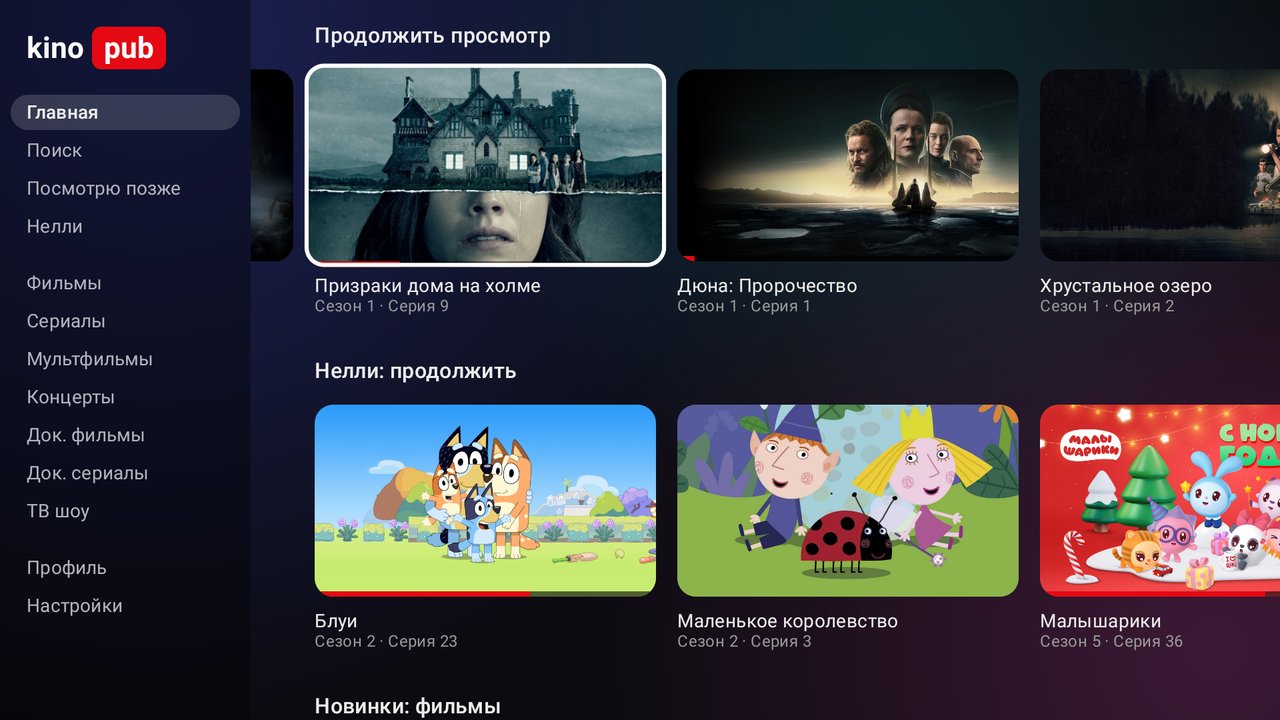 kino pub
Главная
Поиск
Посмотрю позже
Нелли
Фильмы
Сериалы
Мультфильмы
Концерты
Док. фильмы
Док. сериалы
ТВ шоу
Профиль
Настройки
Продолжить просмотр
Призраки дома на холме
Сезон 1 · Серия 9
Дюна: Пророчество
Сезон 1 · Серия 1
Хрустальное озеро
Сезон 1 · Серия 2
Нелли: продолжить
МАЛЫ
ШАРИКИ
Блуи
Сезон 2 · Серия 23
Маленькое королевство
Сезон 2 · Серия 3
Малышарики
Сезон 5 · Серия 36
Новинки: фильмы